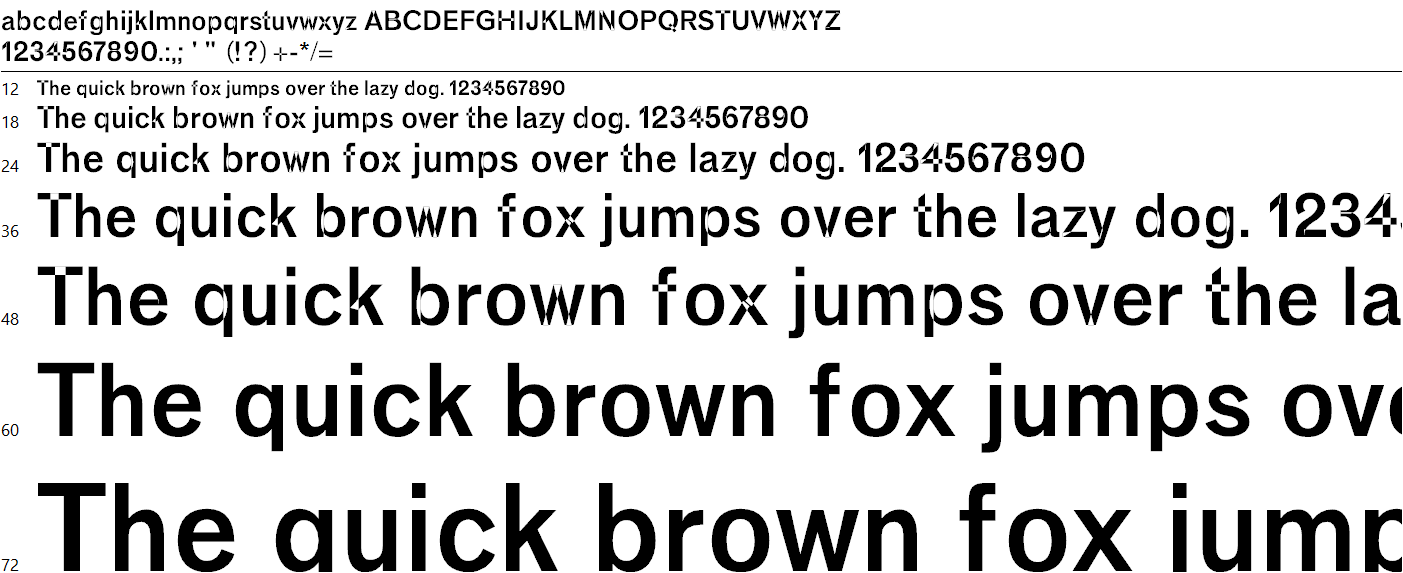 abcdefghijklmnopqrstuvwxyz ABCDEFGHIJKLMNOPQRSTUVWXYZ
1234567890.:,; ' " (!?) +-*/=
12 The quick brown fox jumps over the lazy dog. 1234567890
18 The quick brown fox jumps over the lazy dog. 1234567890
24 The quick brown fox jumps over the lazy dog. 1234567890
36 The quick brown fox jumps over the lazy dog. 1234
48 The quick brown fox jumps over the la
60 The quick brown fox jumps ove
72 The quick brown fox jump